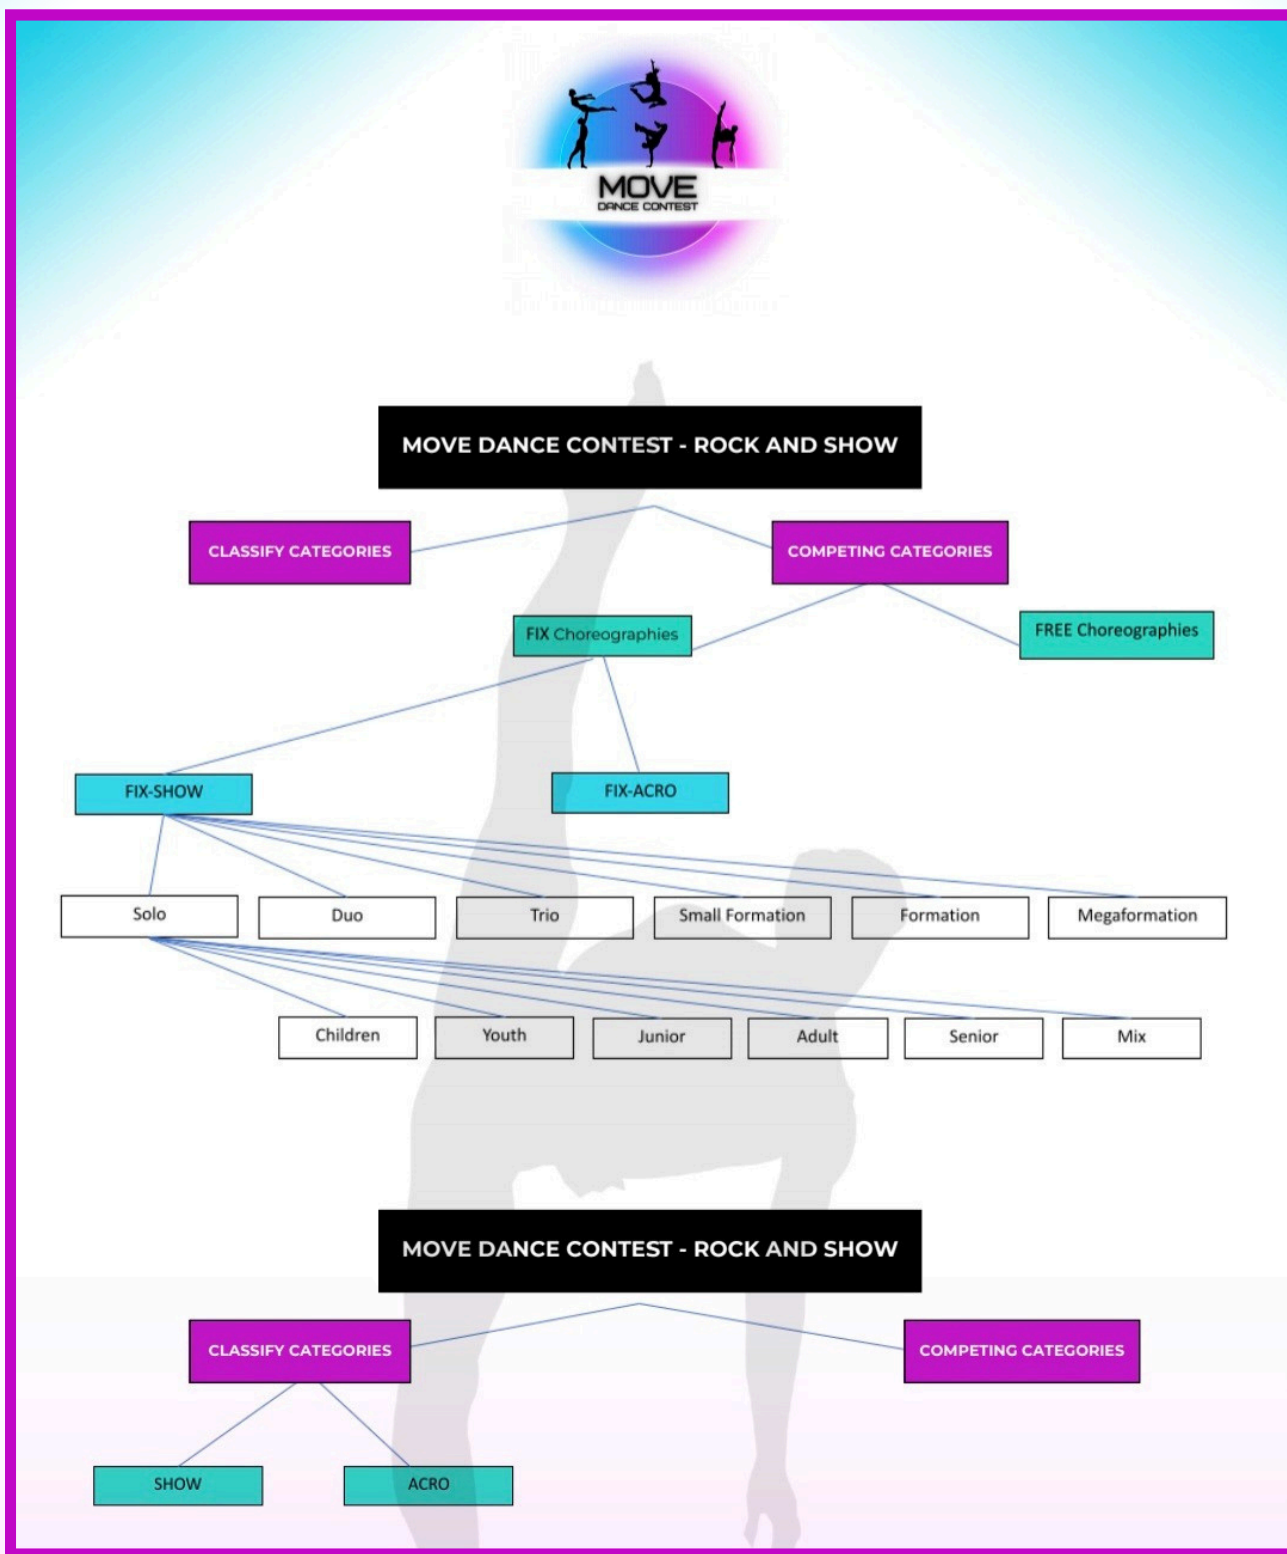 MOVE
DANCE CONTEST
MOVE DANCE CONTEST - ROCK AND SHOW
CLASSIFY CATEGORIES
COMPETING CATEGORIES
FIX Choreographies
FREE Choreographies
FIX-SHOW
FIX-ACRO
Solo
Duo
Trio
Small Formation
Formation
Megaformation
Children
Youth
Junior
Adult
Senior
Mix
MOVE DANCE CONTEST - ROCK AND SHOW
CLASSIFY CATEGORIES
COMPETING CATEGORIES
SHOW
ACRO